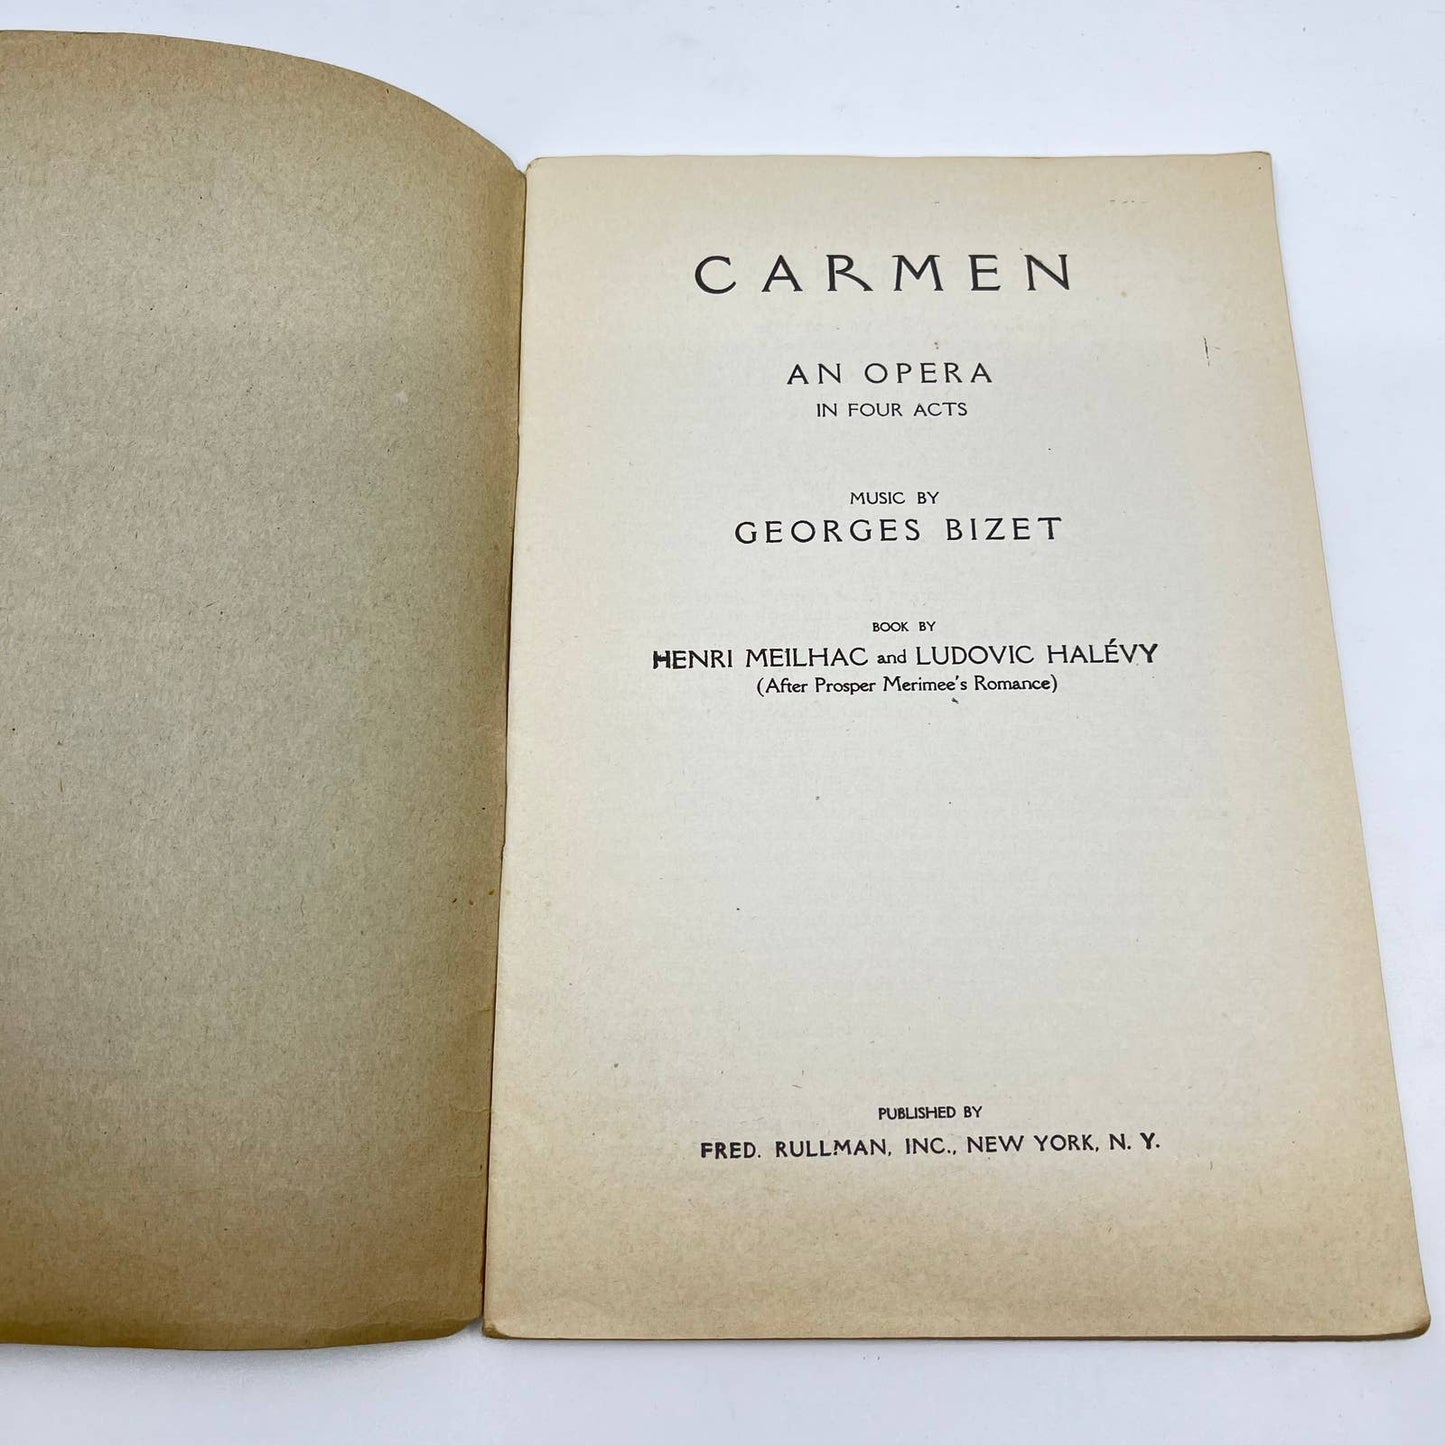 CARMEN
AN OPERA
IN FOUR ACTS
MUSIC BY
GEORGES BIZET
BOOK BY
HENRI MEILHAC and LUDOVIC HALÉVY
(After Prosper Merimee's Romance)
PUBLISHED BY
FRED. RULLMAN, INC., NEW YORK, N. Y.